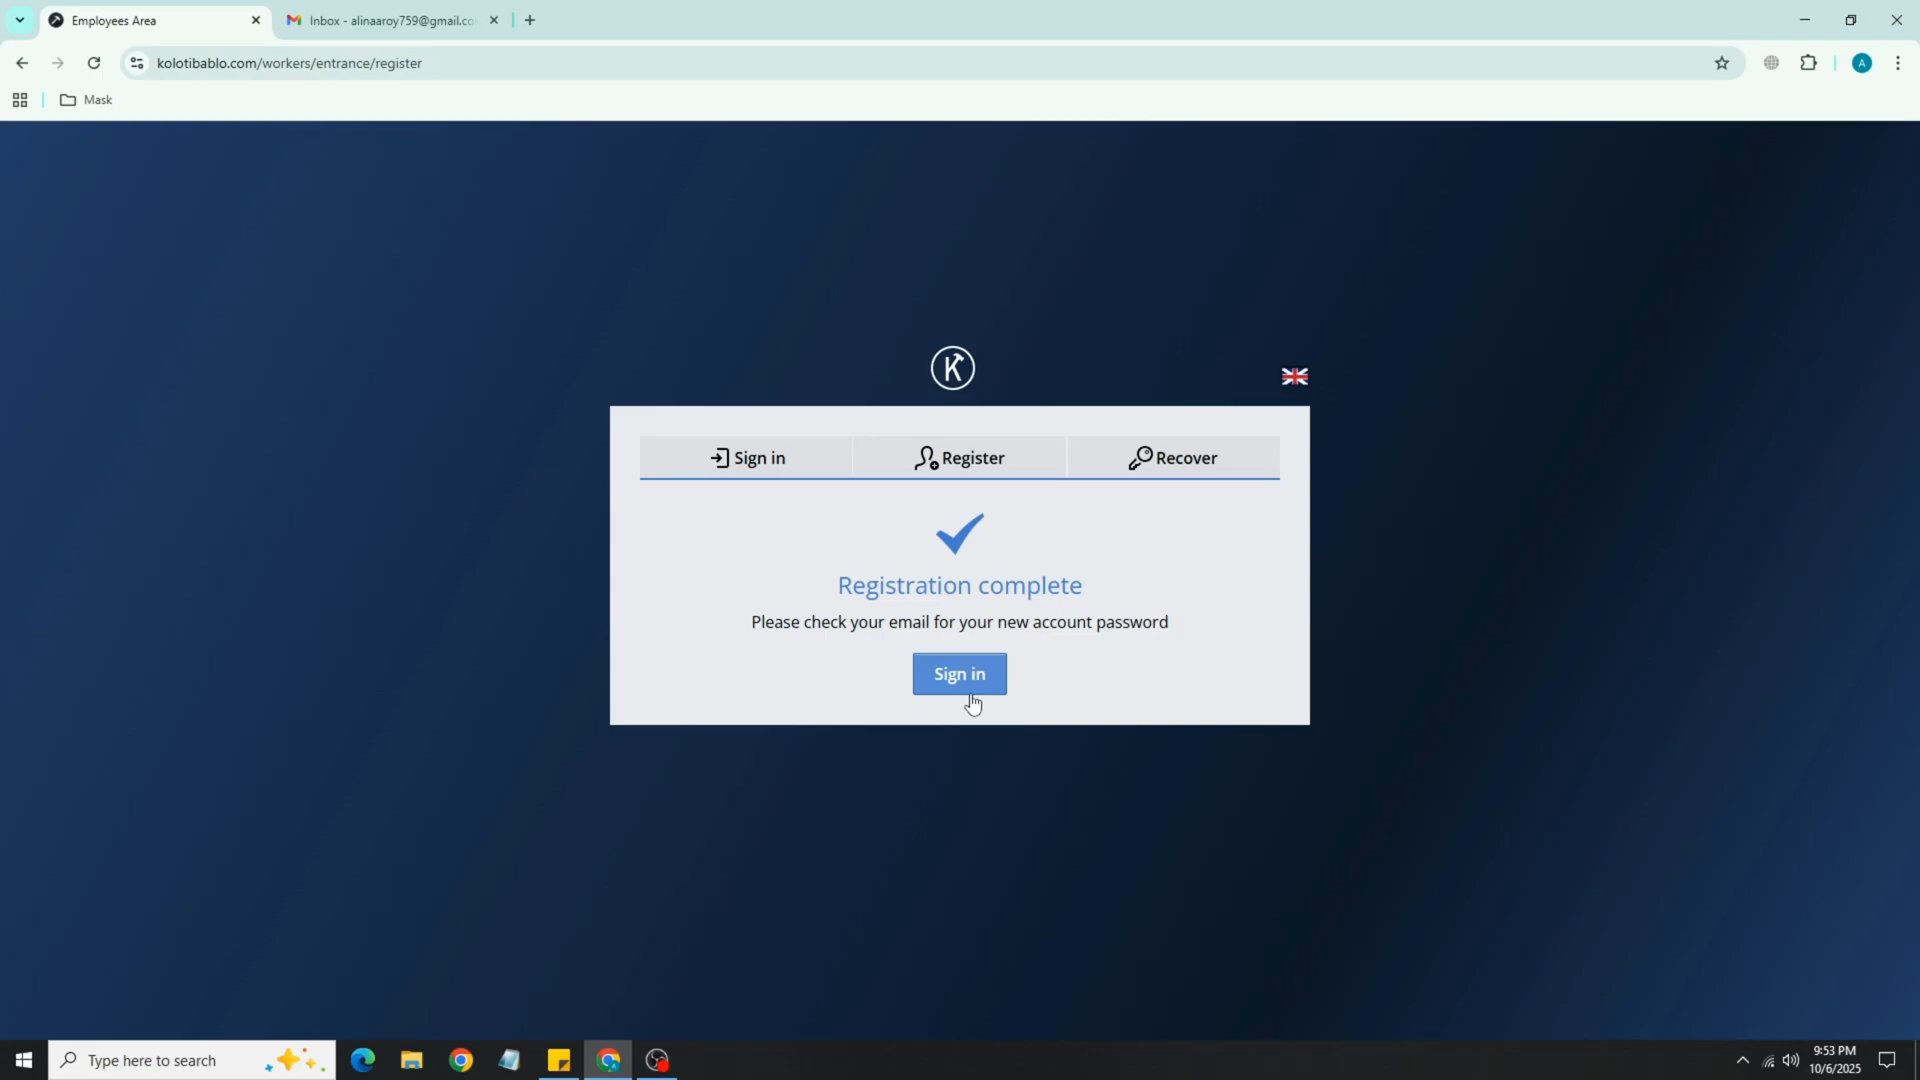 Employees Area
Inbox - alinaaroy759@gmail.co
kolotibablo.com/workers/entrance/register
A
Mask
K
Sign in
Register
Recover
Registration complete
Please check your email for your new account password
Sign in
Type here to search
9:53 PM
10/6/2025